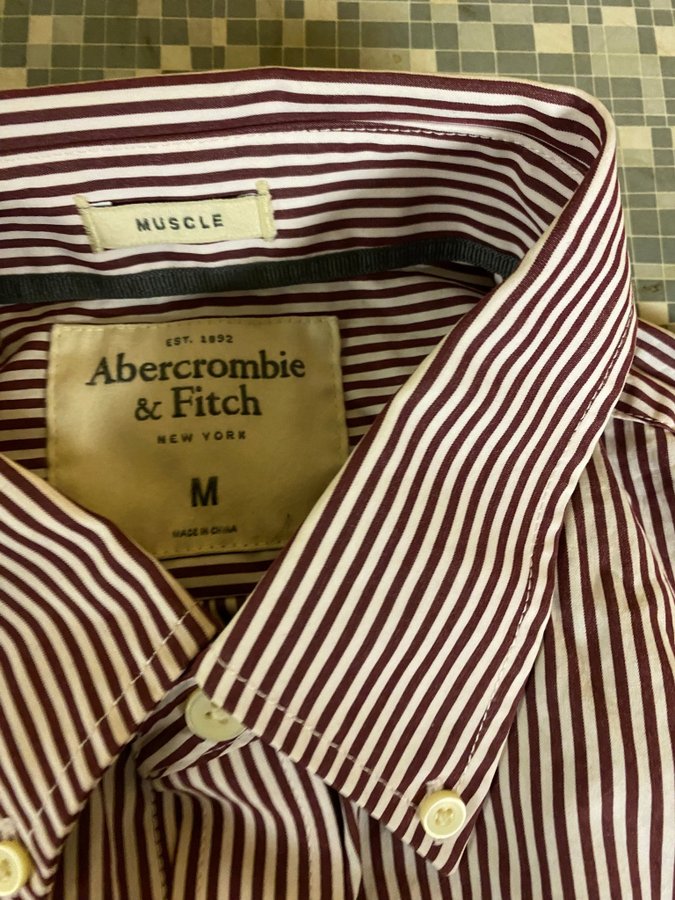 MUSCLE
EST. 1892
Abercrombie
& Fitch
NEW YORK
M
MADE IN CHINA